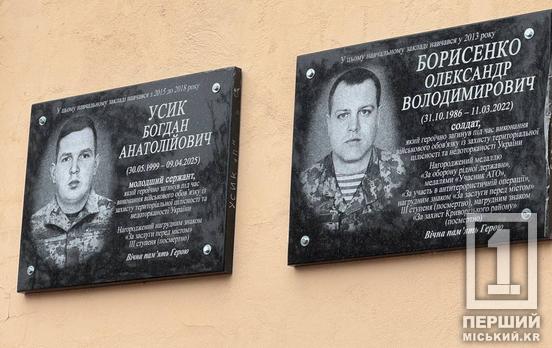 У цьому навчальному закладі навчався з 2015 до 2018 року
УСИК
БОГДАН
АНАТОЛІЙОВИЧ
(30.05.1999 – 09.04.2025)
молодший сержант,
який героїчно загинув під час
виконання військового обов'язку із
захисту територіальної цілісності та
недоторканості України
Нагороджений нагрудним знаком
«За заслуги перед містом»
III ступеня (посмертно)
Вічна пам'ять Герою
УСИК
У цьому навчальному закладі навчався у 2013 року
БОРИСЕНКО
ОЛЕКСАНДР
ВОЛОДИМИРОВИЧ
(31.10.1986 – 11.03.2022)
солдат,
який героїчно загинув під час виконання
військового обов'язку із захисту територіальної
цілісності та недоторканості України
Нагороджений медаллю
«За оборону рідної держави»,
медалями «Учасник АТО»,
«За участь в антитерористичній операції»,
нагрудним знаком «За заслуги перед містом»
III ступеня (посмертно), нагрудним знаком
«За захист Криворізького району»
(посмертно)
Вічна пам'ять Герою
1
ПЕРШИЙ
МІСЬКИЙ.KR